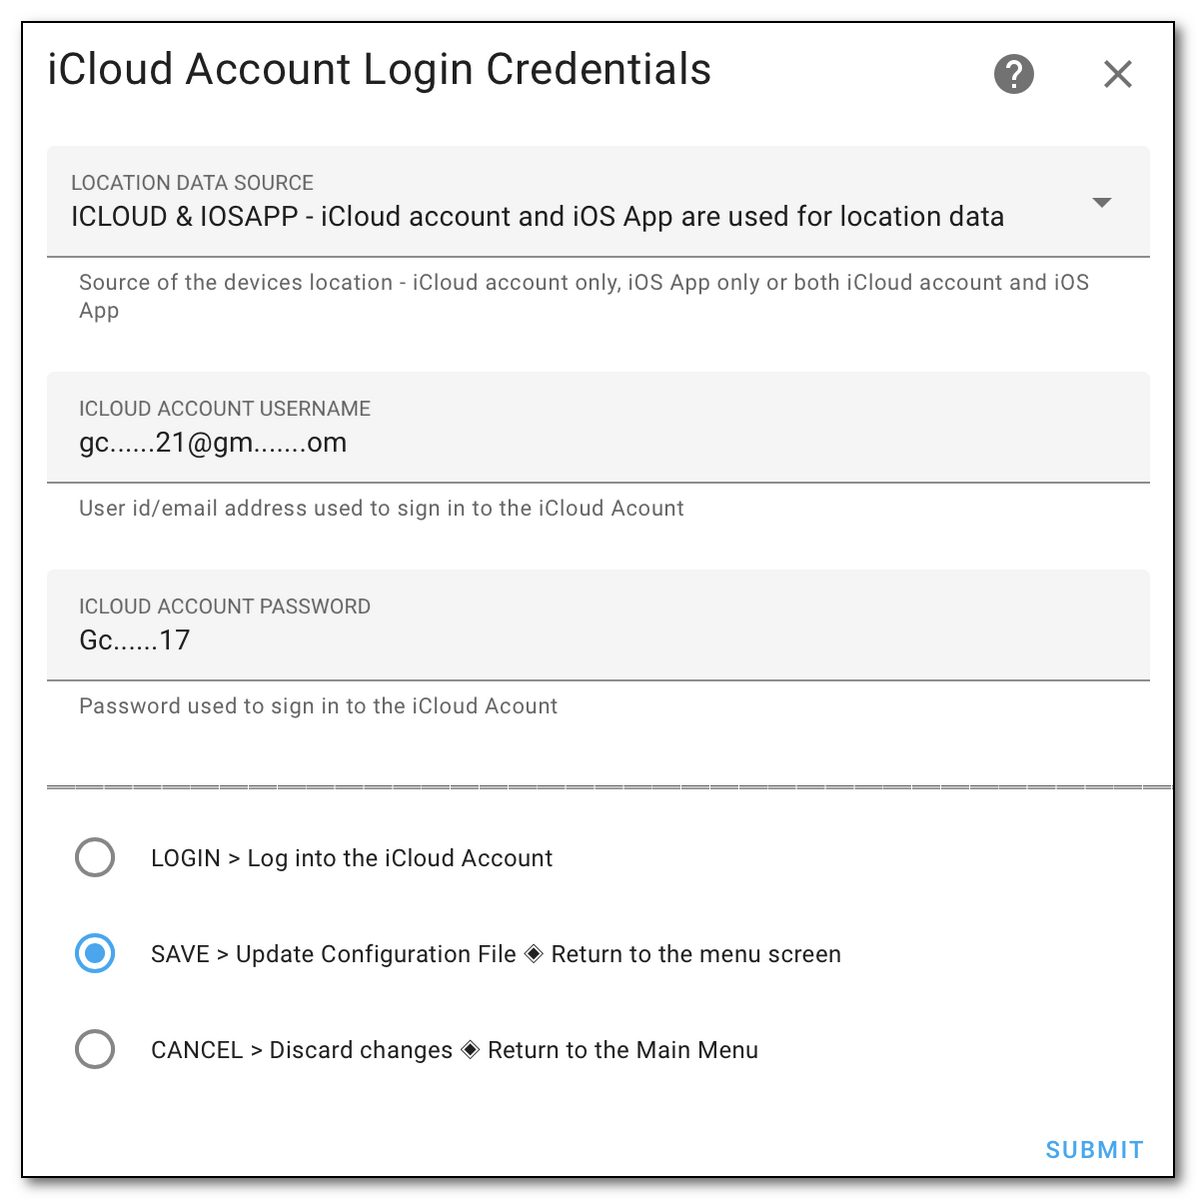 iCloud Account Login Credentials
LOCATION DATA SOURCE
ICLOUD & IOSAPP - iCloud account and iOS App are used for location data
Source of the devices location - iCloud account only, iOS App only or both iCloud account and iOS
App
ICLOUD ACCOUNT USERNAME
gc......21@gm.......om
User id/email address used to sign in to the iCloud Acount
ICLOUD ACCOUNT PASSWORD
Gc......17
Password used to sign in to the iCloud Acount
LOGIN > Log into the iCloud Account
SAVE > Update Configuration File ◈ Return to the menu screen
CANCEL > Discard changes ◈ Return to the Main Menu
SUBMIT